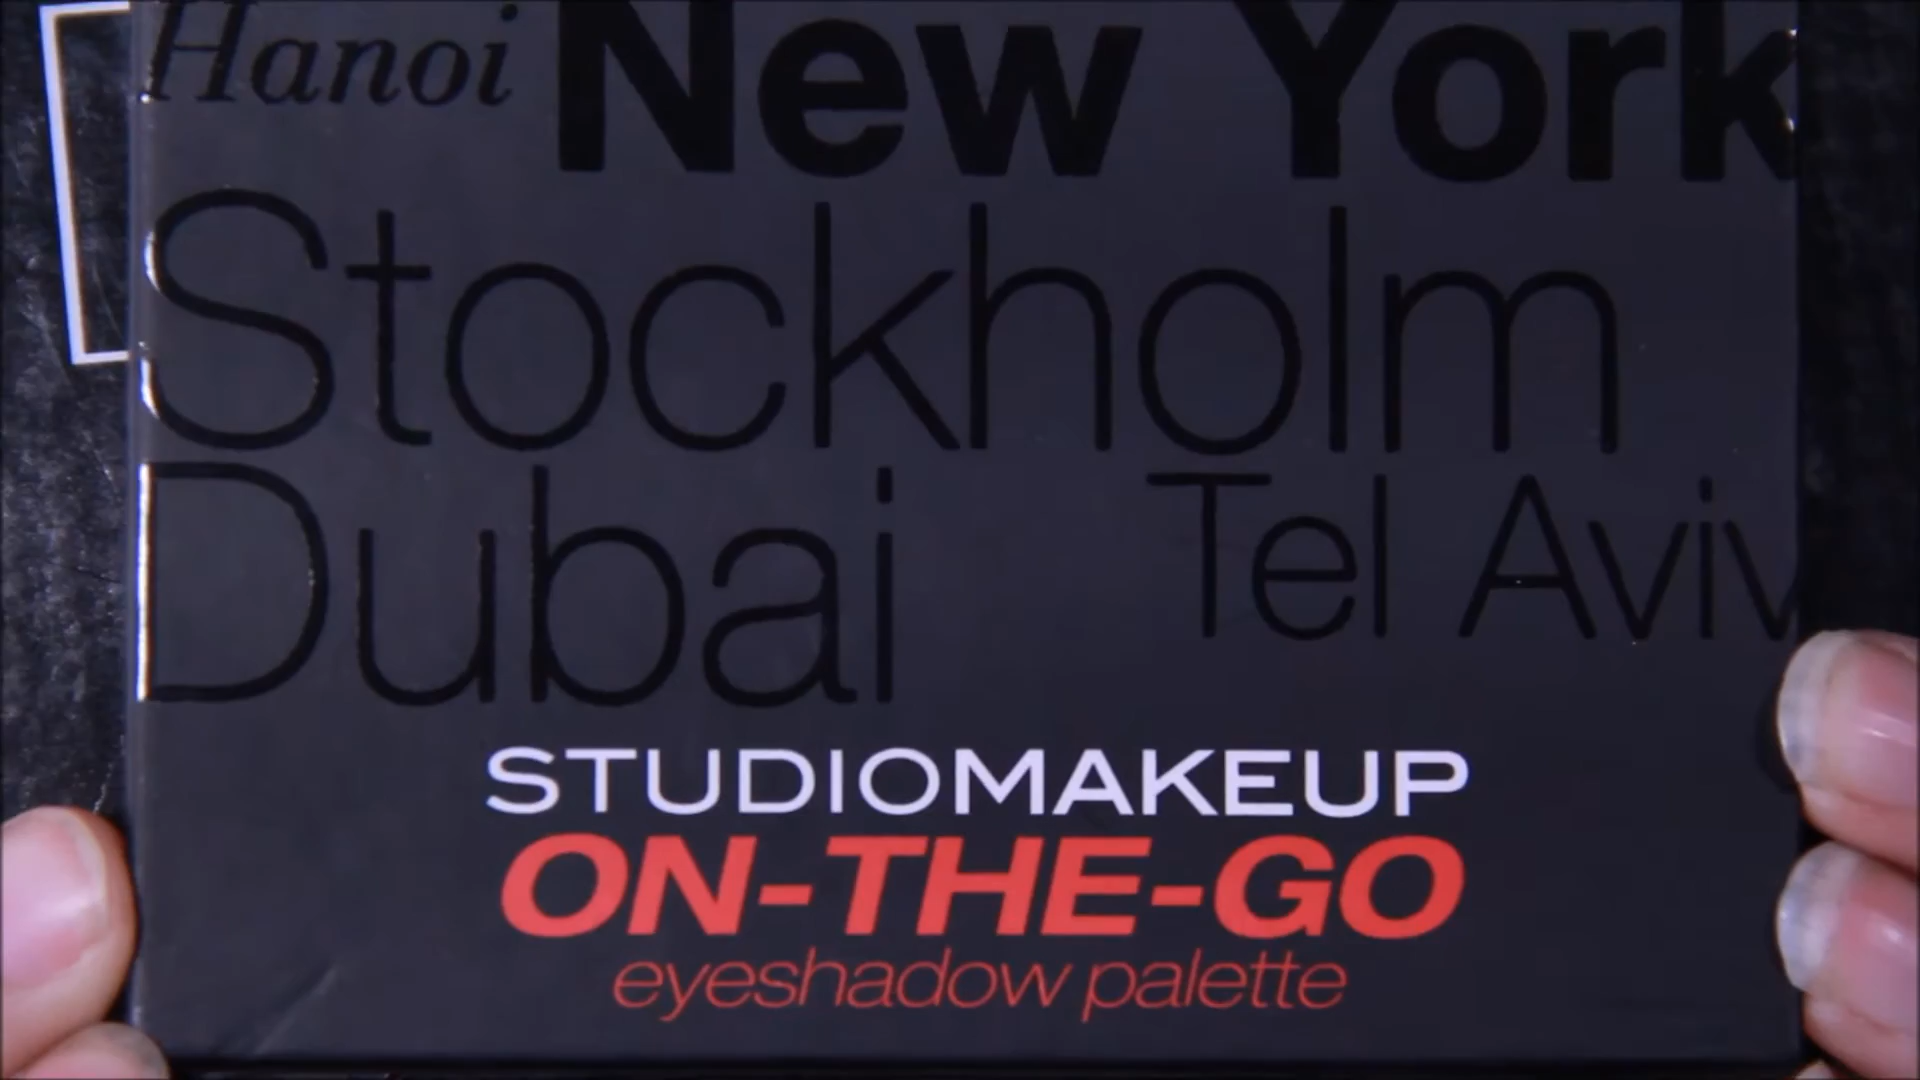 Hanoi New York
Stockholm
Dubai Tel Aviv
STUDIOMAKEUP
ON-THE-GO
eyeshadow palette